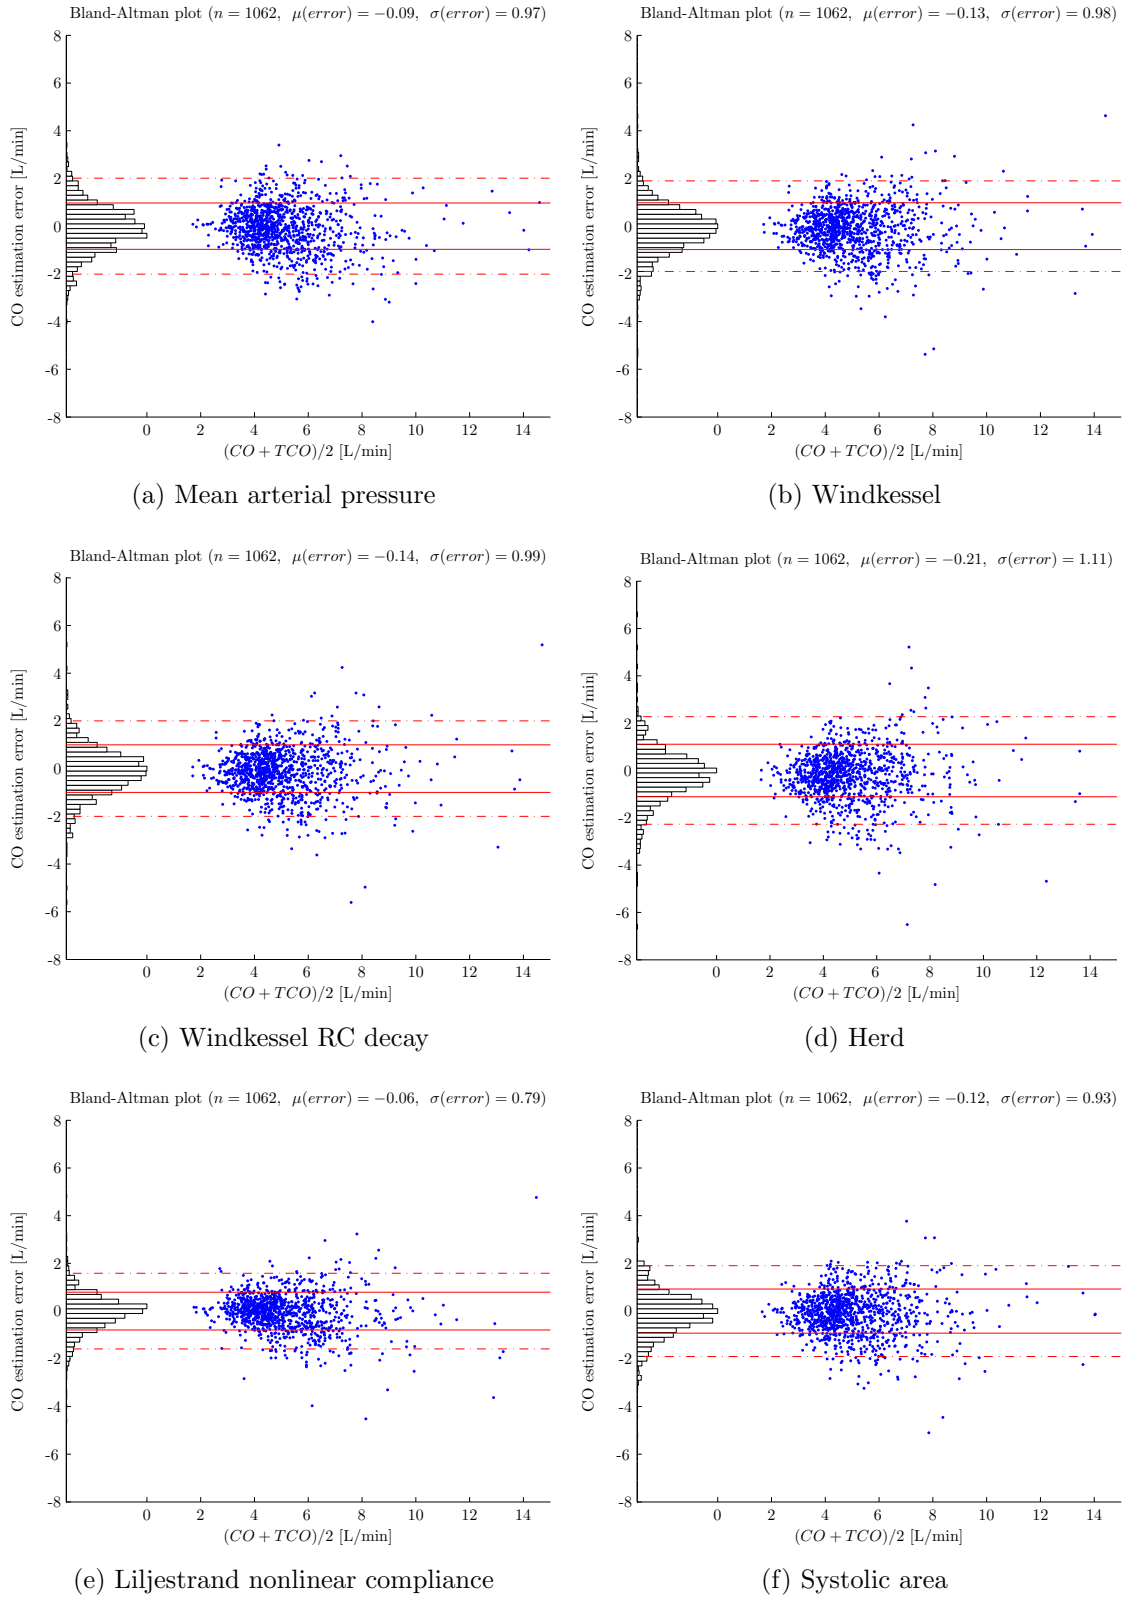 Bland-Altman plot (n = 1062, μ(error) = −0.09, σ(error) = 0.97)
8
6
4
2
0
-2
-4
-6
-8
CO estimation error [L/min]
0 2 4 6 8 10 12 14
(CO + TCO)/2 [L/min]
(a) Mean arterial pressure
Bland-Altman plot (n = 1062, μ(error) = −0.13, σ(error) = 0.98)
8
6
4
2
0
-2
-4
-6
-8
CO estimation error [L/min]
0 2 4 6 8 10 12 14
(CO + TCO)/2 [L/min]
(b) Windkessel
Bland-Altman plot (n = 1062, μ(error) = −0.14, σ(error) = 0.99)
8
6
4
2
0
-2
-4
-6
-8
CO estimation error [L/min]
0 2 4 6 8 10 12 14
(CO + TCO)/2 [L/min]
(c) Windkessel RC decay
Bland-Altman plot (n = 1062, μ(error) = −0.21, σ(error) = 1.11)
8
6
4
2
0
-2
-4
-6
-8
CO estimation error [L/min]
0 2 4 6 8 10 12 14
(CO + TCO)/2 [L/min]
(d) Herd
Bland-Altman plot (n = 1062, μ(error) = −0.06, σ(error) = 0.79)
8
6
4
2
0
-2
-4
-6
-8
CO estimation error [L/min]
0 2 4 6 8 10 12 14
(CO + TCO)/2 [L/min]
(e) Liljestrand nonlinear compliance
Bland-Altman plot (n = 1062, μ(error) = −0.12, σ(error) = 0.93)
8
6
4
2
0
-2
-4
-6
-8
CO estimation error [L/min]
0 2 4 6 8 10 12 14
(CO + TCO)/2 [L/min]
(f) Systolic area